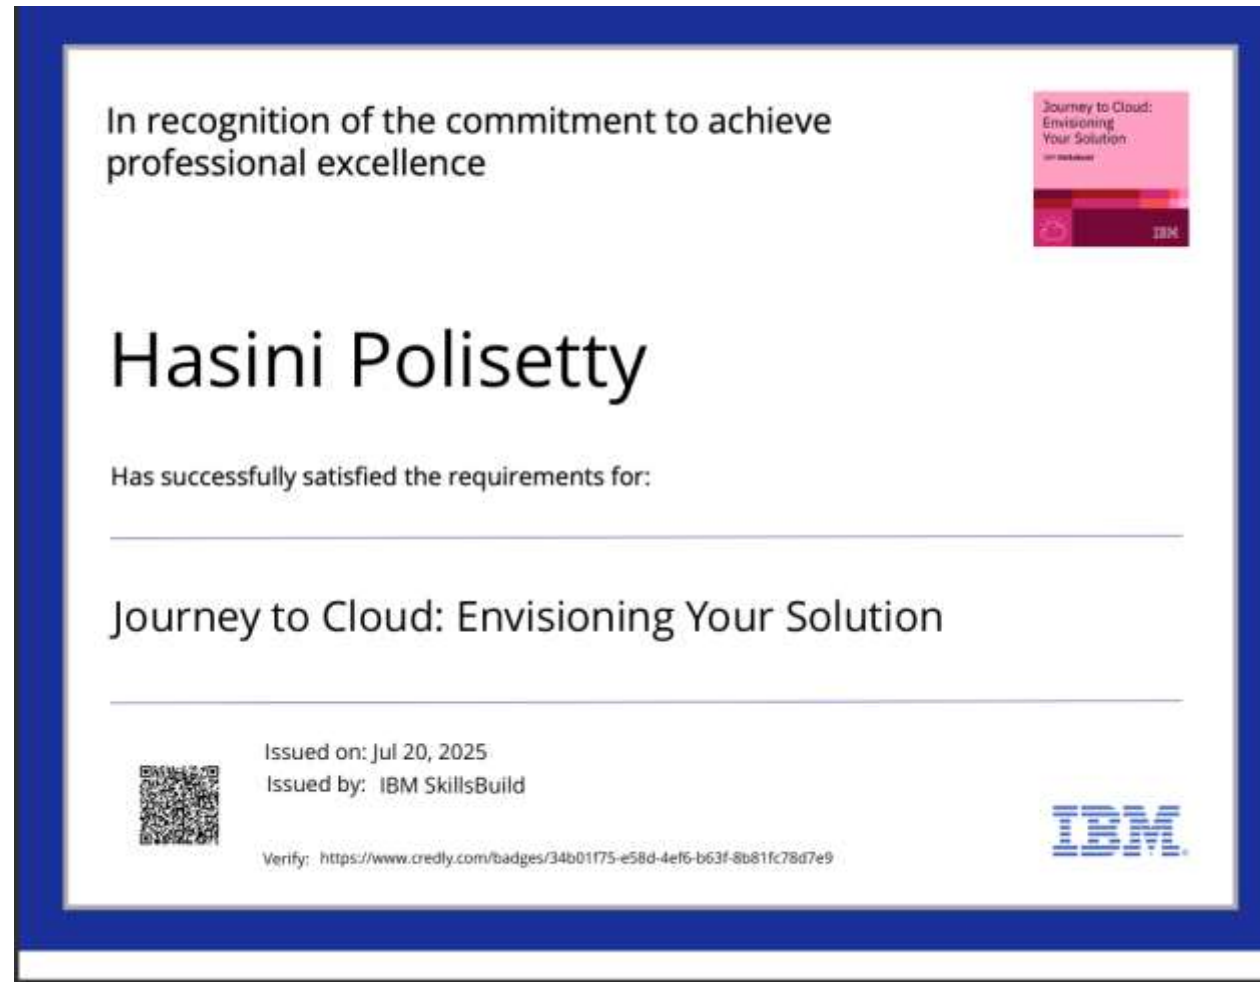 In recognition of the commitment to achieve
professional excellence
Journey to Cloud:
Envisioning
Your Solution
IBM SkillsBuild
IBM
Hasini Polisetty
Has successfully satisfied the requirements for:
Journey to Cloud: Envisioning Your Solution
Issued on: Jul 20, 2025
Issued by: IBM SkillsBuild
Verify: https://www.credly.com/badges/34b01f75-e58d-4ef6-b63f-8b81fc78d7e9
IBM.